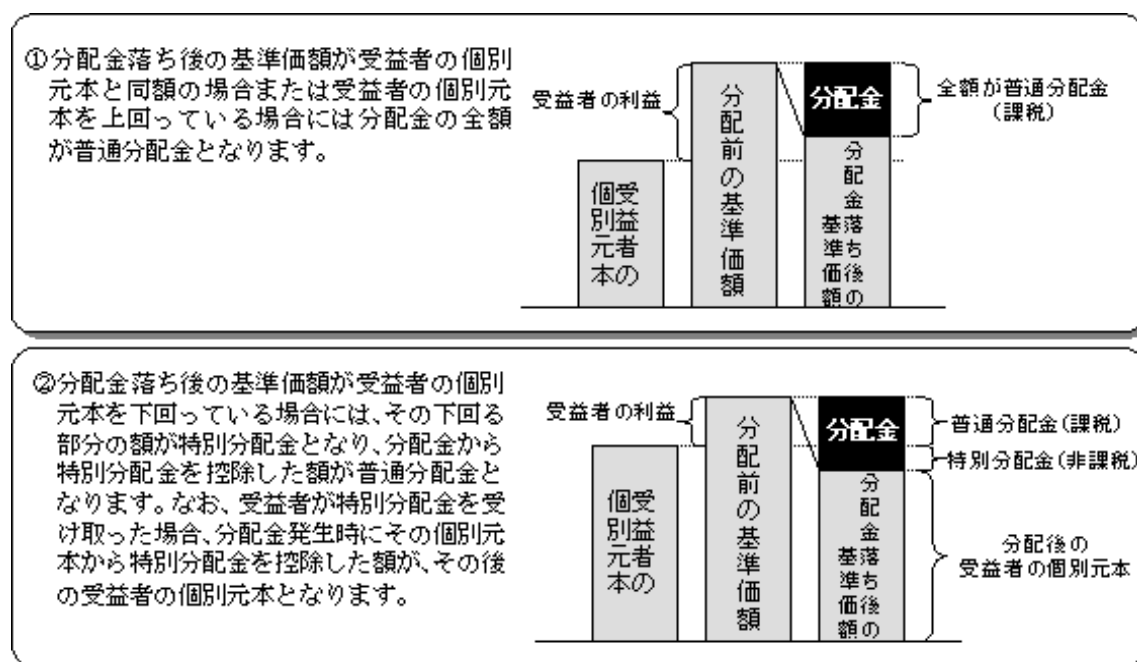 ①分配金落ち後の基準価額が受益者の個別
元本と同額の場合または受益者の個別元
本を上回っている場合には分配金の全額
が普通分配金となります。
受益者の利益
受益者の
個別元本
分配前の基準価額
分配金
分配金落ち後の
基準価額
全額が普通分配金
(課税)
②分配金落ち後の基準価額が受益者の個別
元本を下回っている場合には、その下回る
部分の額が特別分配金となり、分配金から
特別分配金を控除した額が普通分配金と
なります。なお、受益者が特別分配金を受
け取った場合、分配金発生時にその個別元
本から特別分配金を控除した額が、その後
の受益者の個別元本となります。
受益者の利益
受益者の
個別元本
分配前の基準価額
分配金
分配金落ち後の
基準価額
普通分配金(課税)
特別分配金(非課税)
分配後の
受益者の個別元本